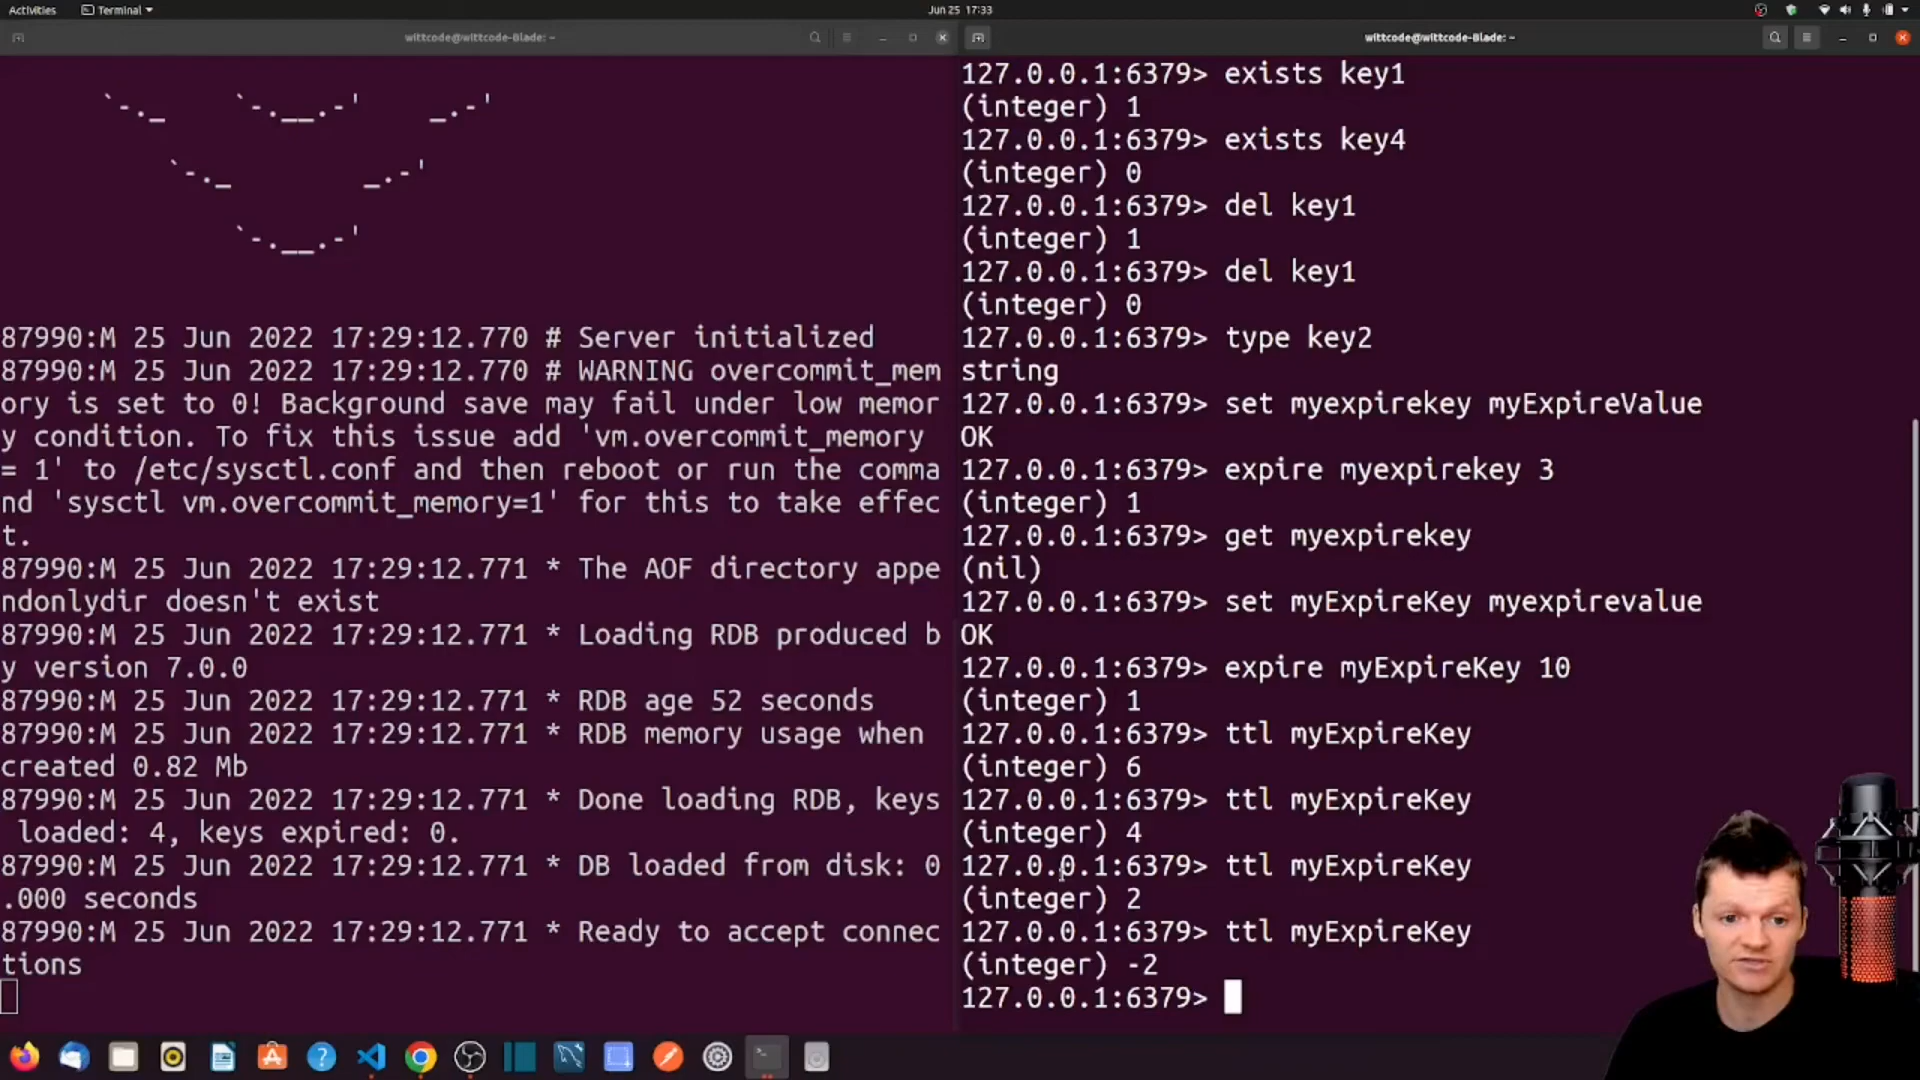 Activities
Terminal
Jun 25 17:33
wittcode@wittcode-Blade: ~
87990:M 25 Jun 2022 17:29:12.770 # Server initialized
87990:M 25 Jun 2022 17:29:12.770 # WARNING overcommit_mem
ory is set to 0! Background save may fail under low memor
y condition. To fix this issue add 'vm.overcommit_memory
= 1' to /etc/sysctl.conf and then reboot or run the comma
nd 'sysctl vm.overcommit_memory=1' for this to take effec
t.
87990:M 25 Jun 2022 17:29:12.771 * The AOF directory appe
ndonlydir doesn't exist
87990:M 25 Jun 2022 17:29:12.771 * Loading RDB produced b
y version 7.0.0
87990:M 25 Jun 2022 17:29:12.771 * RDB age 52 seconds
87990:M 25 Jun 2022 17:29:12.771 * RDB memory usage when
created 0.82 Mb
87990:M 25 Jun 2022 17:29:12.771 * Done loading RDB, keys
loaded: 4, keys expired: 0.
87990:M 25 Jun 2022 17:29:12.771 * DB loaded from disk: 0
.000 seconds
87990:M 25 Jun 2022 17:29:12.771 * Ready to accept connec
tions
wittcode@wittcode-Blade: ~
127.0.0.1:6379> exists key1
(integer) 1
127.0.0.1:6379> exists key4
(integer) 0
127.0.0.1:6379> del key1
(integer) 1
127.0.0.1:6379> del key1
(integer) 0
127.0.0.1:6379> type key2
string
127.0.0.1:6379> set myexpirekey myExpireValue
OK
127.0.0.1:6379> expire myexpirekey 3
(integer) 1
127.0.0.1:6379> get myexpirekey
(nil)
127.0.0.1:6379> set myExpireKey myexpirevalue
OK
127.0.0.1:6379> expire myExpireKey 10
(integer) 1
127.0.0.1:6379> ttl myExpireKey
(integer) 6
127.0.0.1:6379> ttl myExpireKey
(integer) 4
127.0.0.1:6379> ttl myExpireKey
(integer) 2
127.0.0.1:6379> ttl myExpireKey
(integer) -2
127.0.0.1:6379>